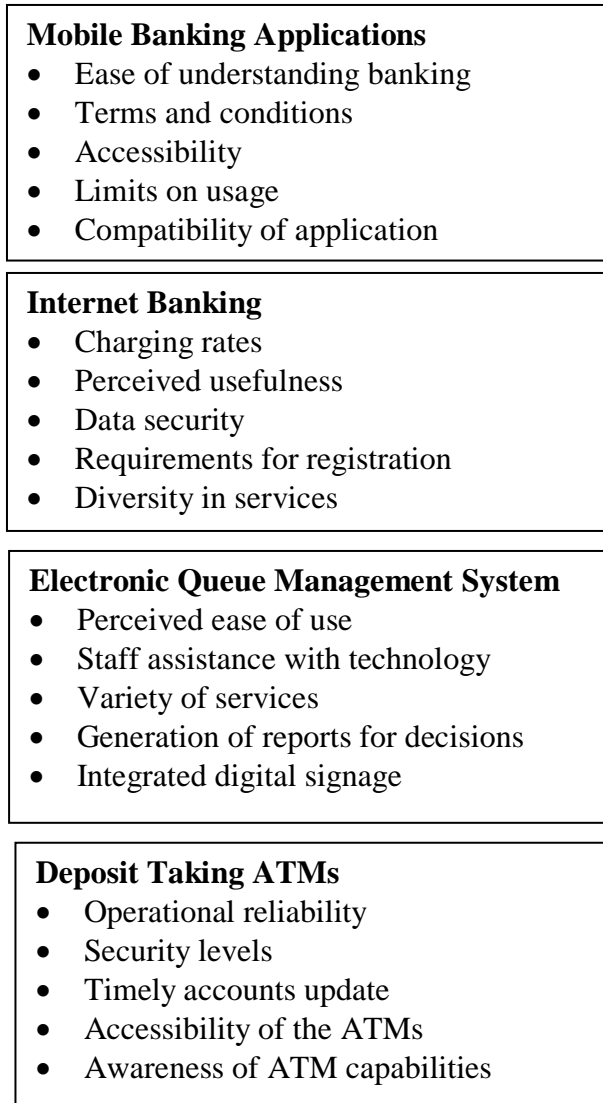 Mobile Banking Applications
• Ease of understanding banking
• Terms and conditions
• Accessibility
• Limits on usage
• Compatibility of application
Internet Banking
• Charging rates
• Perceived usefulness
• Data security
• Requirements for registration
• Diversity in services
Electronic Queue Management System
• Perceived ease of use
• Staff assistance with technology
• Variety of services
• Generation of reports for decisions
• Integrated digital signage
Deposit Taking ATMs
• Operational reliability
• Security levels
• Timely accounts update
• Accessibility of the ATMs
• Awareness of ATM capabilities